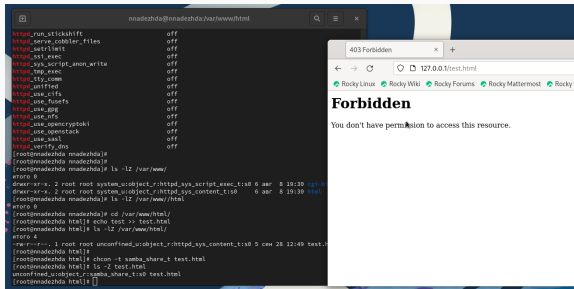 nnadezhda@nnadezhda:/var/www/html
httpd_run_stickshift off
httpd_serve_cobbler_files off
httpd_setrlimit off
httpd_ssi_exec off
httpd_sys_script_anon_write off
httpd_tmp_exec off
httpd_tty_comm off
httpd_unified off
httpd_use_cifs off
httpd_use_fusefs off
httpd_use_gpg off
httpd_use_nfs off
httpd_use_opencryptoki off
httpd_use_openstack off
httpd_use_sasl off
httpd_verify_dns off
[root@nnadezhda nnadezhda]#
[root@nnadezhda nnadezhda]#
[root@nnadezhda nnadezhda]# ls -lZ /var/www/
итого 0
drwxr-xr-x. 2 root root system_u:object_r:httpd_sys_script_exec_t:s0 6 авг 8 19:30 cgi-bin
drwxr-xr-x. 2 root root system_u:object_r:httpd_sys_content_t:s0 6 авг 8 19:30 html
[root@nnadezhda nnadezhda]# ls -lZ /var/www//html
итого 0
[root@nnadezhda nnadezhda]# cd /var/www/html/
[root@nnadezhda html]# echo test >> test.html
[root@nnadezhda html]# ls -lZ /var/www/html/
итого 4
-rw-r--r--. 1 root root unconfined_u:object_r:httpd_sys_content_t:s0 5 сен 28 12:49 test.h
[root@nnadezhda html]#
[root@nnadezhda html]# chcon -t samba_share_t test.html
[root@nnadezhda html]# ls -Z test.html
unconfined_u:object_r:samba_share_t:s0 test.html
[root@nnadezhda html]#
403 Forbidden
127.0.0.1/test.html
Rocky Linux Rocky Wiki Rocky Forums Rocky Mattermost Rocky
Forbidden
You don't have permission to access this resource.